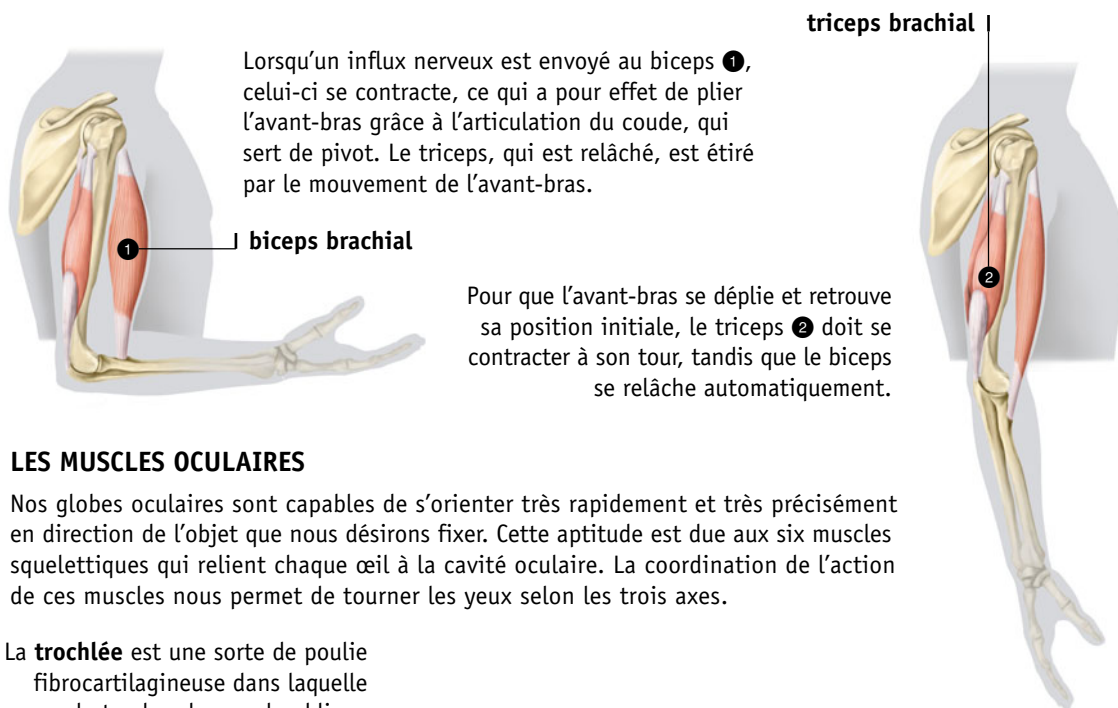 triceps brachial
Lorsqu’un influx nerveux est envoyé au biceps ❶,
celui-ci se contracte, ce qui a pour effet de plier
l’avant-bras grâce à l’articulation du coude, qui
sert de pivot. Le triceps, qui est relâché, est étiré
par le mouvement de l’avant-bras.
1
biceps brachial
2
Pour que l’avant-bras se déplie et retrouve
sa position initiale, le triceps ❷ doit se
contracter à son tour, tandis que le biceps
se relâche automatiquement.
LES MUSCLES OCULAIRES
Nos globes oculaires sont capables de s’orienter très rapidement et très précisément
en direction de l’objet que nous désirons fixer. Cette aptitude est due aux six muscles
squelettiques qui relient chaque œil à la cavité oculaire. La coordination de l’action
de ces muscles nous permet de tourner les yeux selon les trois axes.
La trochlée est une sorte de poulie
fibrocartilagineuse dans laquelle